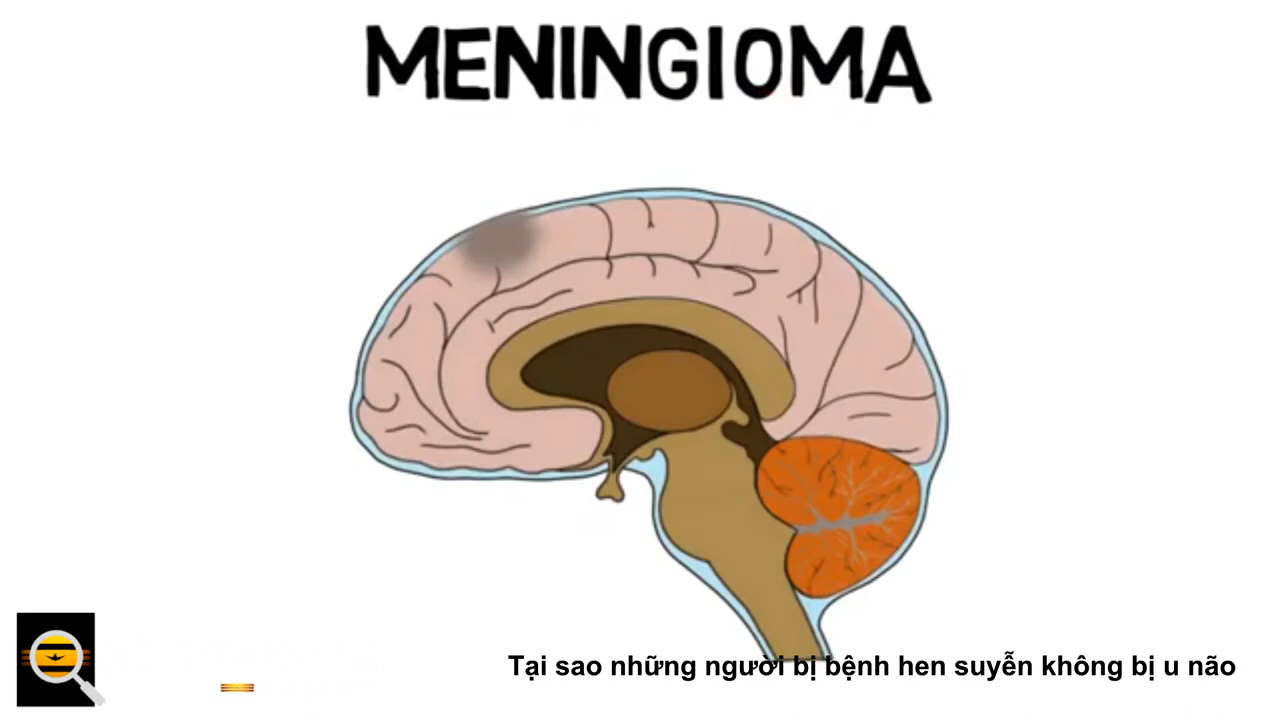 MENINGIOMA
Tại sao những người bị bệnh hen suyễn không bị u não